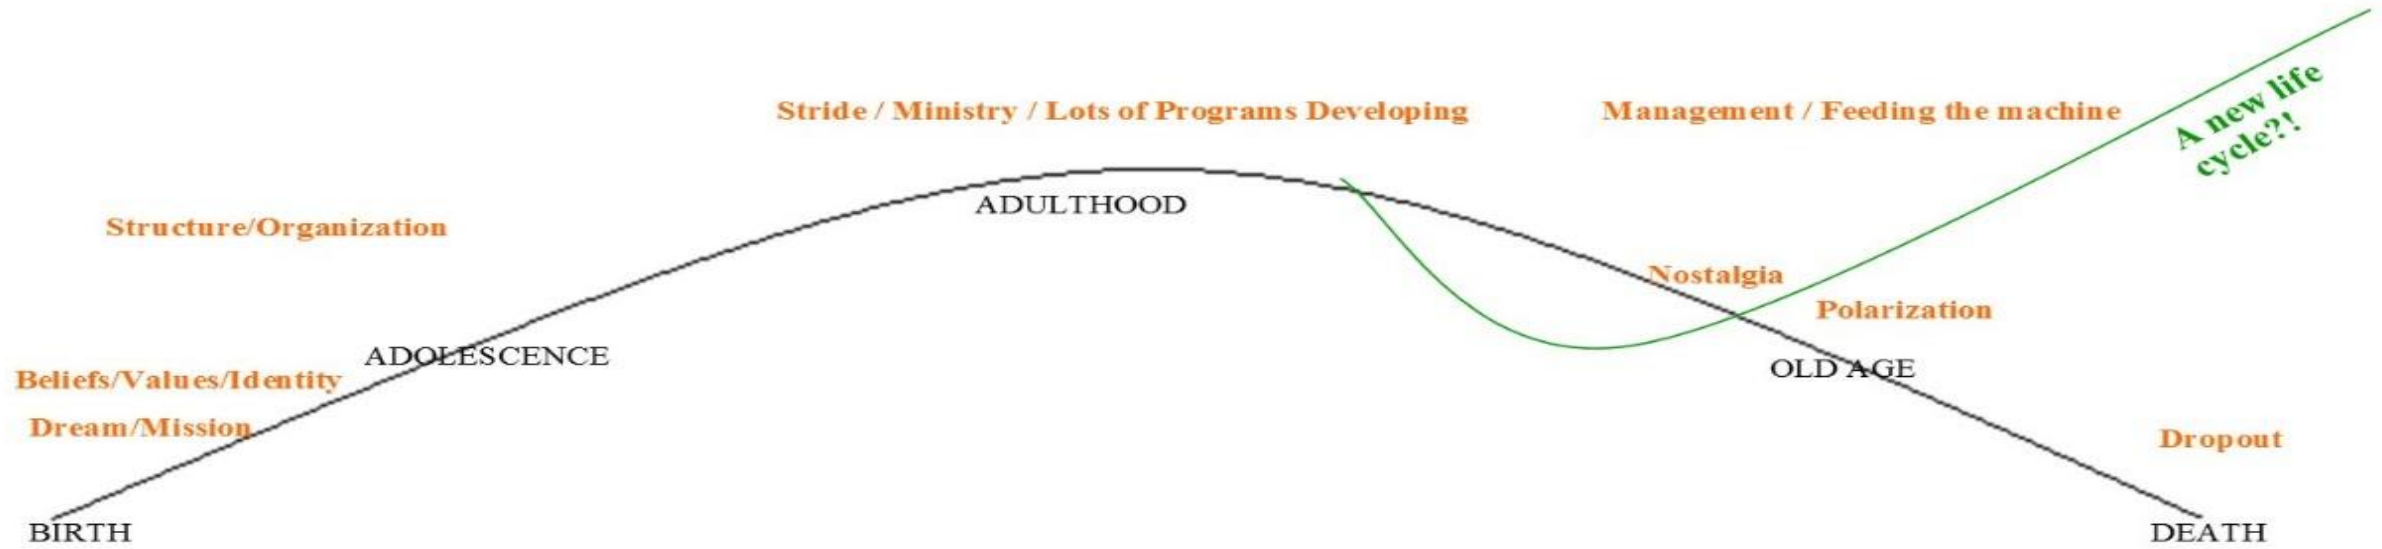 Stride / Ministry / Lots of Programs Developing
Management / Feeding the machine
A new life
cycle?!
ADULTHOOD
Structure/Organization
Nostalgia
Polarization
ADOLESCENCE
OLD AGE
Beliefs/Values/Identity
Dream/Mission
Dropout
BIRTH
DEATH